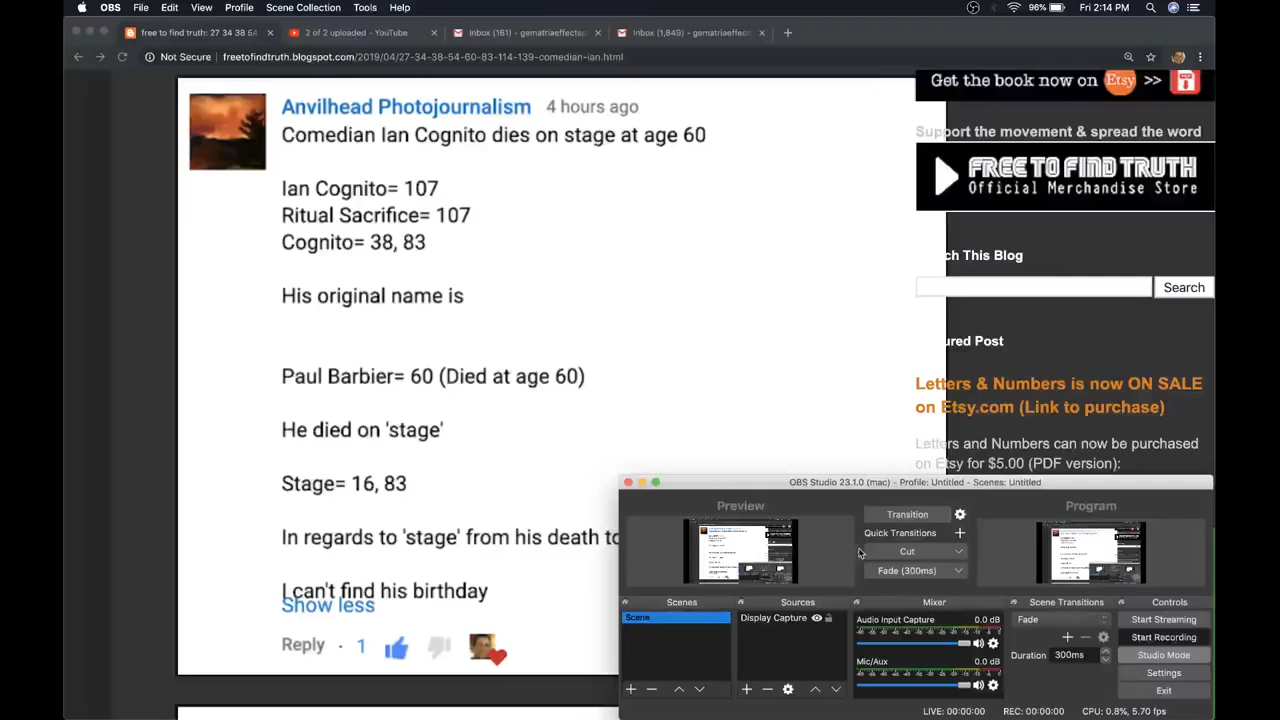 OBS File Edit View Profile Scene Collection Tools Help
96% Fri 2:14 PM
free to find truth: 27 34 38 54
2 of 2 uploaded - YouTube
Inbox (161) - gematriaeffectsp
Inbox (1,849) - gematriaeffect
Not Secure freetofindtruth.blogspot.com/2019/04/27-34-38-54-60-83-114-139-comedian-ian.html
Anvilhead Photojournalism 4 hours ago
Comedian Ian Cognito dies on stage at age 60
Ian Cognito= 107
Ritual Sacrifice= 107
Cognito= 38, 83
His original name is
Paul Barbier= 60 (Died at age 60)
He died on 'stage'
Stage= 16, 83
In regards to 'stage' from his death to
I can't find his birthday
Show less
Reply · 1
Get the book now on Etsy >>
Support the movement & spread the word
FREE TO FIND TRUTH
Official Merchandise Store
ch This Blog
Search
ured Post
Letters & Numbers is now ON SALE
on Etsy.com (Link to purchase)
Letters and Numbers can now be purchased
on Etsy for $5.00 (PDF version):
OBS Studio 23.1.0 (mac) - Profile: Untitled - Scenes: Untitled
Preview
Transition
Quick Transitions
Cut
Fade (300ms)
Program
Scenes
Scene
Sources
Display Capture
Mixer
Audio Input Capture 0.0 dB
Mic/Aux 0.0 dB
Scene Transitions
Fade
Duration 300ms
Controls
Start Streaming
Start Recording
Studio Mode
Settings
Exit
LIVE: 00:00:00 REC: 00:00:00 CPU: 0.8%, 5.70 fps